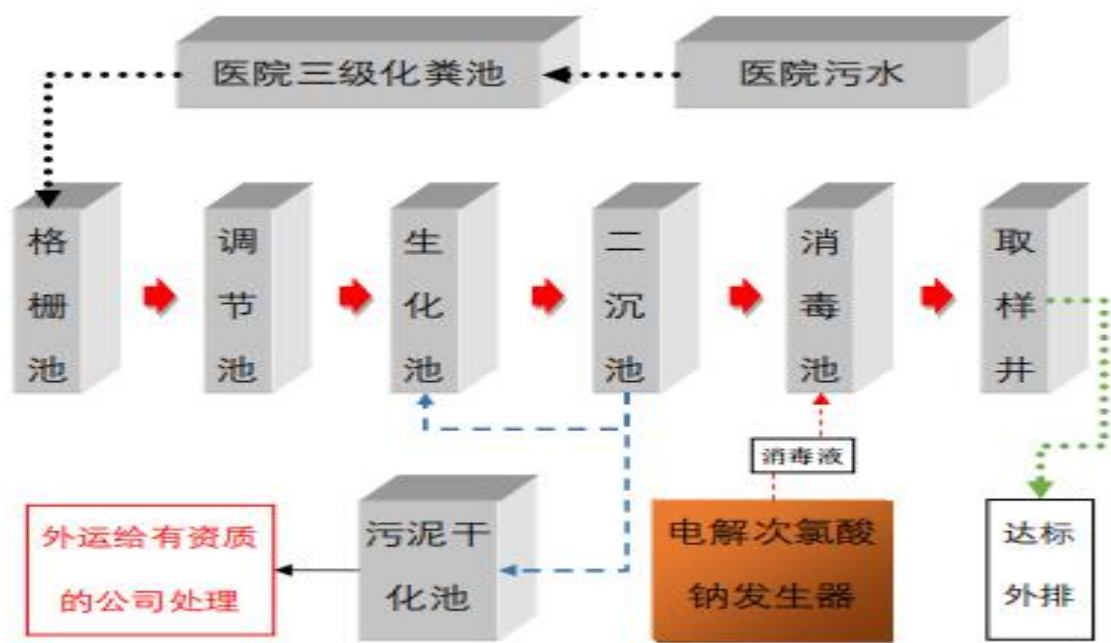 医院三级化粪池
医院污水
格栅池
调节池
生化池
二沉池
消毒池
取样井
消毒液
外运给有资质
的公司处理
污泥干
化池
电解次氯酸
钠发生器
达标
外排